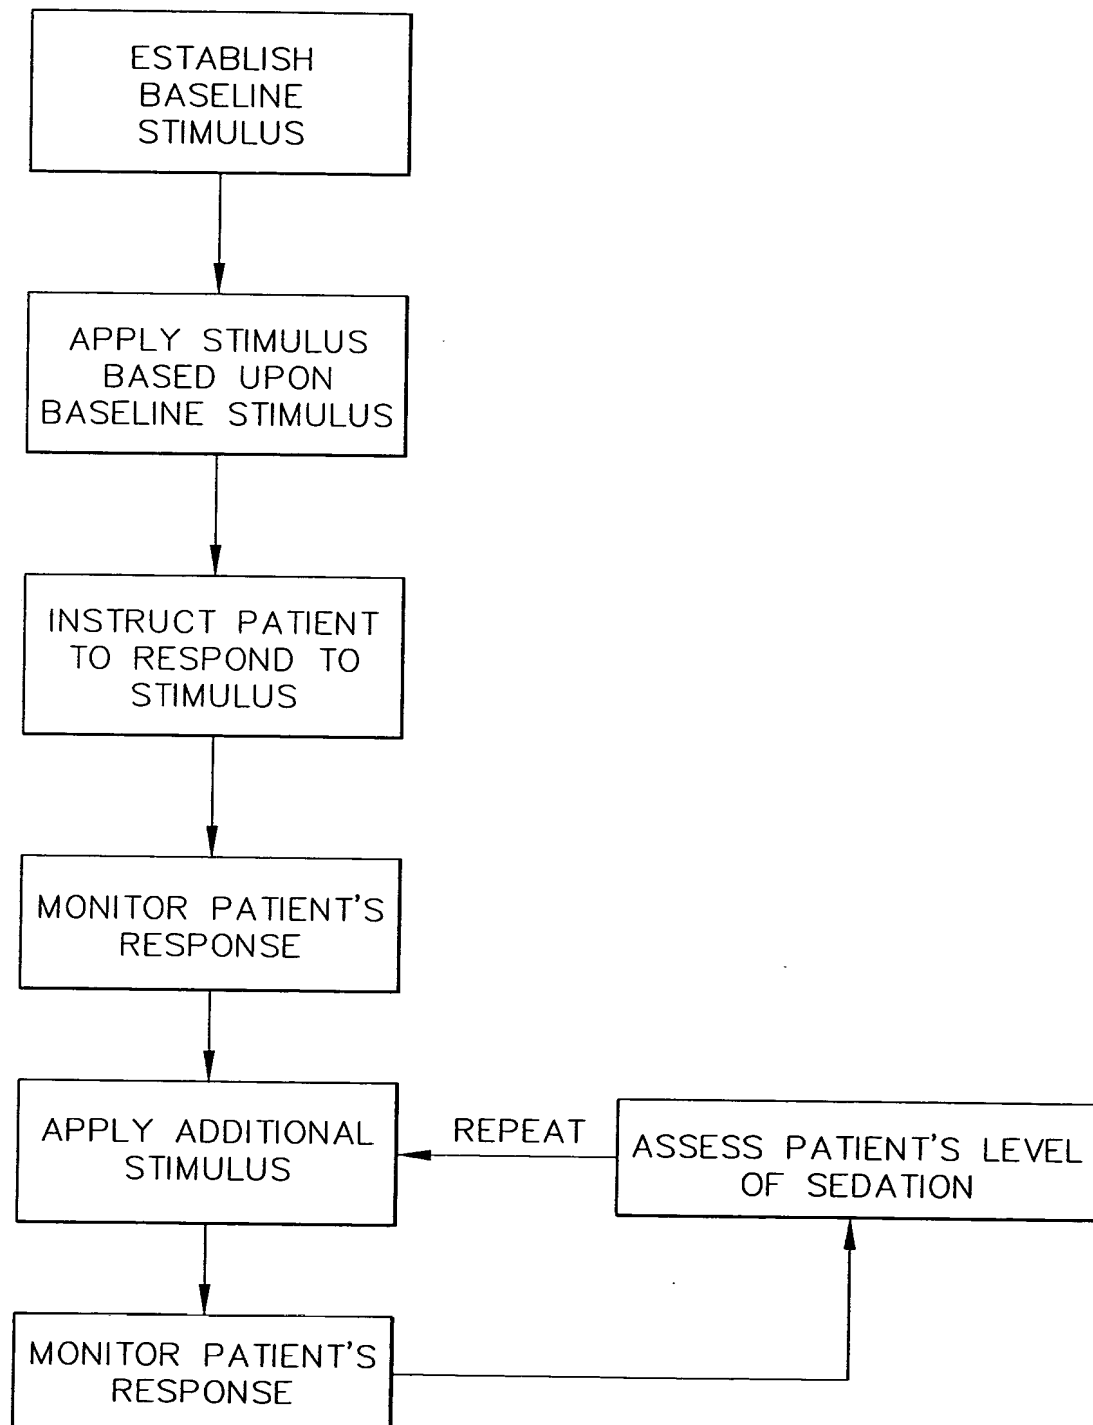 ESTABLISH
BASELINE
STIMULUS
APPLY STIMULUS
BASED UPON
BASELINE STIMULUS
INSTRUCT PATIENT
TO RESPOND TO
STIMULUS
MONITOR PATIENT'S
RESPONSE
APPLY ADDITIONAL
STIMULUS
REPEAT
ASSESS PATIENT'S LEVEL
OF SEDATION
MONITOR PATIENT'S
RESPONSE